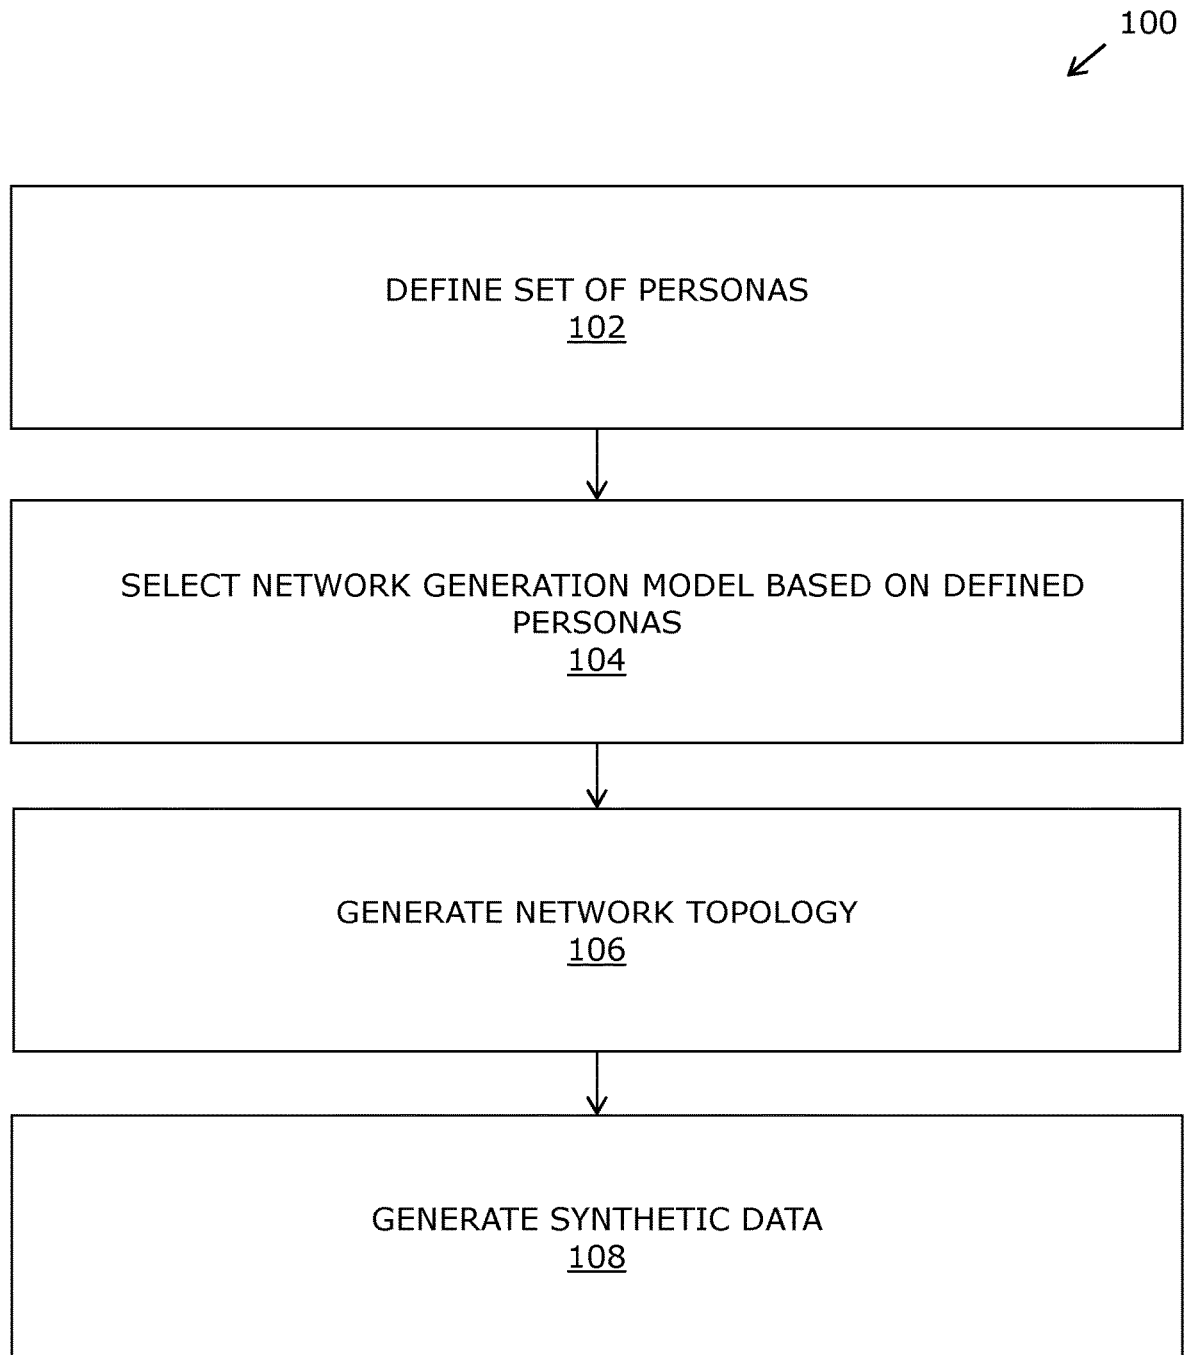 100
DEFINE SET OF PERSONAS
102
SELECT NETWORK GENERATION MODEL BASED ON DEFINED
PERSONAS
104
GENERATE NETWORK TOPOLOGY
106
GENERATE SYNTHETIC DATA
108